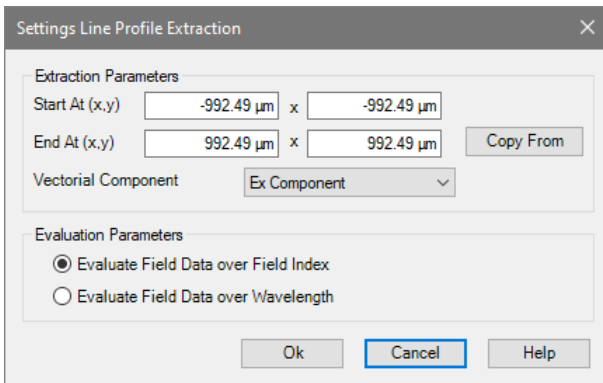 Settings Line Profile Extraction
Extraction Parameters
Start At (x,y) -992.49 µm x -992.49 µm
End At (x,y) 992.49 µm x 992.49 µm Copy From
Vectorial Component Ex Component
Evaluation Parameters
Evaluate Field Data over Field Index
Evaluate Field Data over Wavelength
Ok Cancel Help